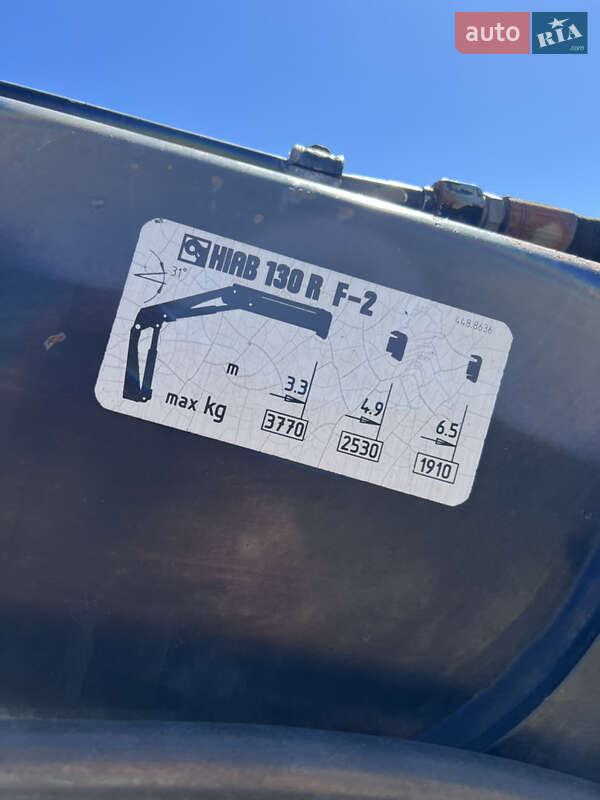 auto RIA
.com
HIAB 130 R F-2
448.8636
31°
m 3.3 4.9 6.5
max kg 3770 2530 1910